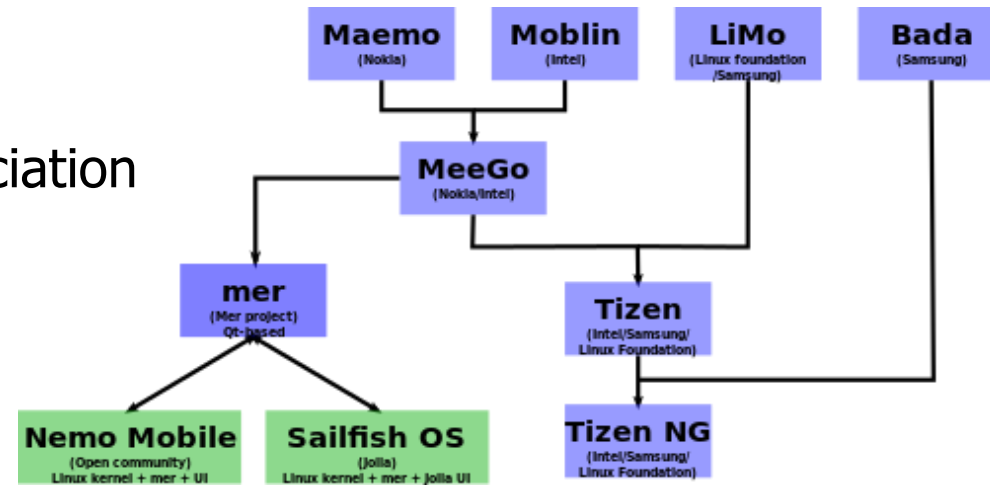 Maemo
(Nokia)
Moblin
(Intel)
LiMo
(Linux foundation
/Samsung)
Bada
(Samsung)
ciation
MeeGo
(Nokia/Intel)
mer
(Mer project)
Qt-based
Tizen
(Intel/Samsung/
Linux Foundation)
Nemo Mobile
(Open community)
Linux kernel + mer + UI
Sailfish OS
(Jolla)
Linux kernel + mer + Jolla UI
Tizen NG
(Intel/Samsung/
Linux Foundation)